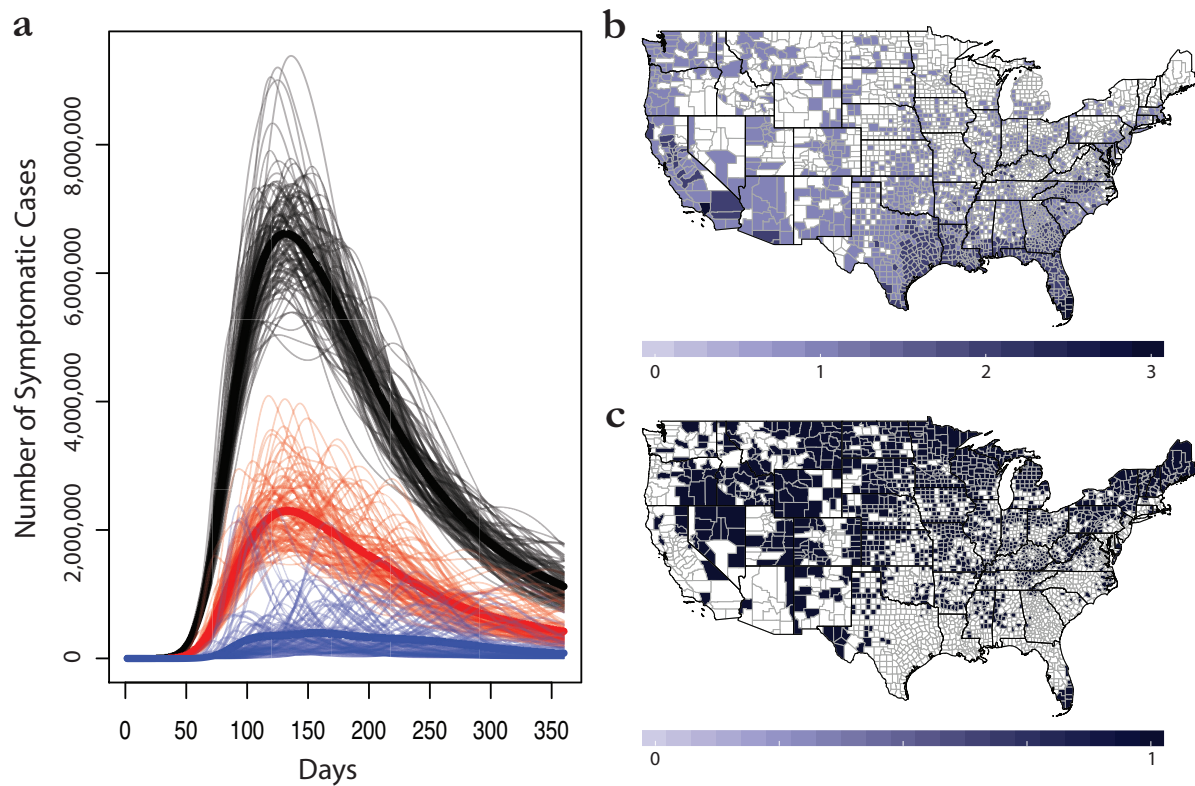 a
Number of Symptomatic Cases
8,000,000
6,000,000
4,000,000
2,000,000
0
0 50 100 150 200 250 300 350
Days
b
0 1 2 3
c
0 1